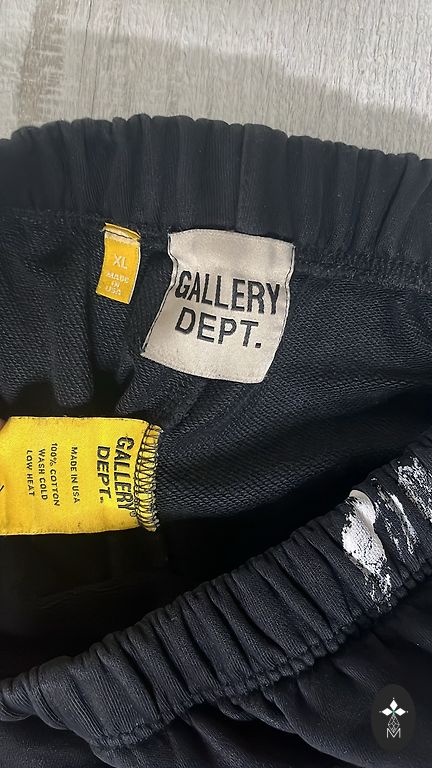 XL
MADE
IN
USA
GALLERY
DEPT.
GALLERY
DEPT.®
MADE IN USA
100% COTTON
WASH COLD
LOW HEAT
M